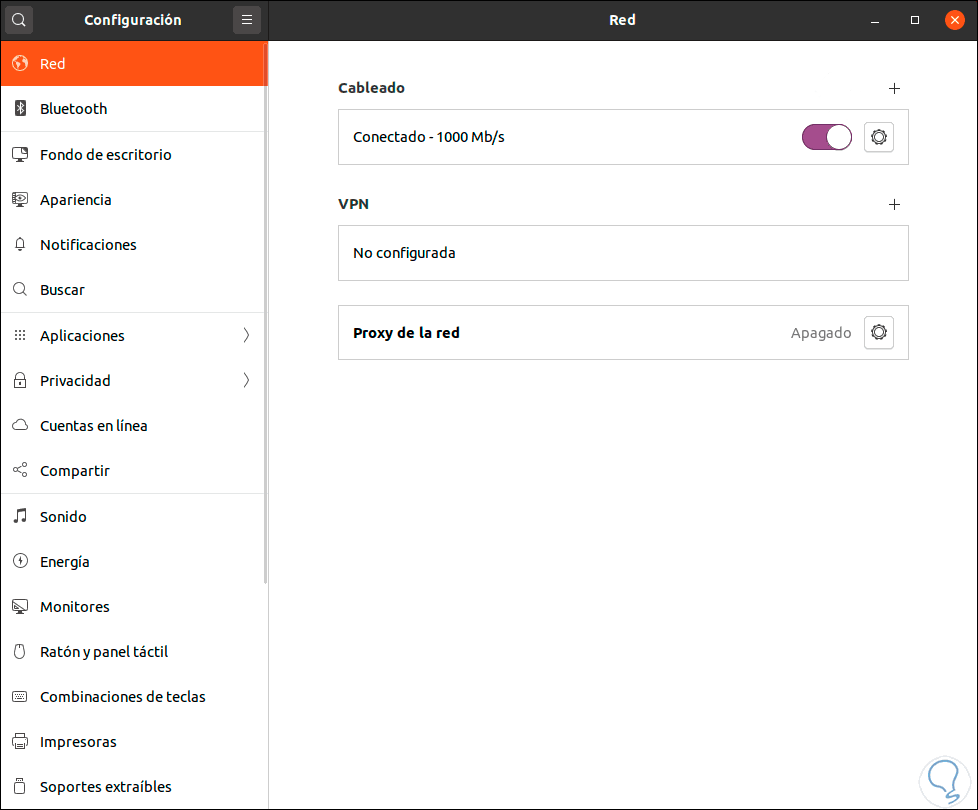 Configuración
Red
Red
Bluetooth
Fondo de escritorio
Apariencia
Notificaciones
Buscar
Aplicaciones
Privacidad
Cuentas en línea
Compartir
Sonido
Energía
Monitores
Ratón y panel táctil
Combinaciones de teclas
Impresoras
Soportes extraíbles
Cableado
Conectado - 1000 Mb/s
VPN
No configurada
Proxy de la red
Apagado